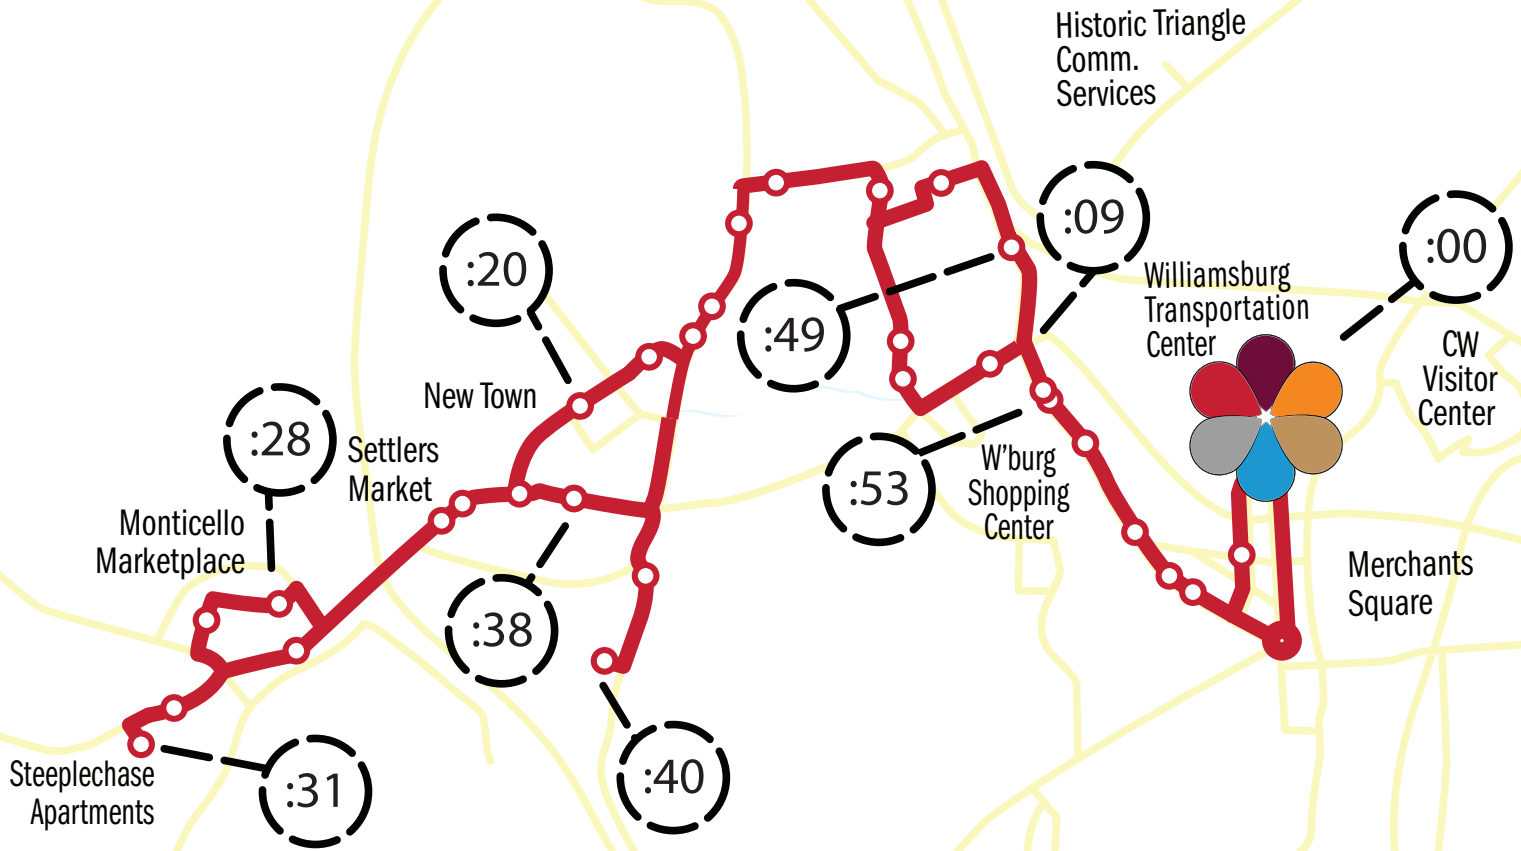 Historic Triangle
Comm.
Services
:09
:00
Williamsburg
Transportation
Center
:20
:49
CW
Visitor
Center
New Town
:28
Settlers
Market
:53
W'burg
Shopping
Center
Monticello
Marketplace
:38
Merchants
Square
:40
Steeplechase
Apartments
:31